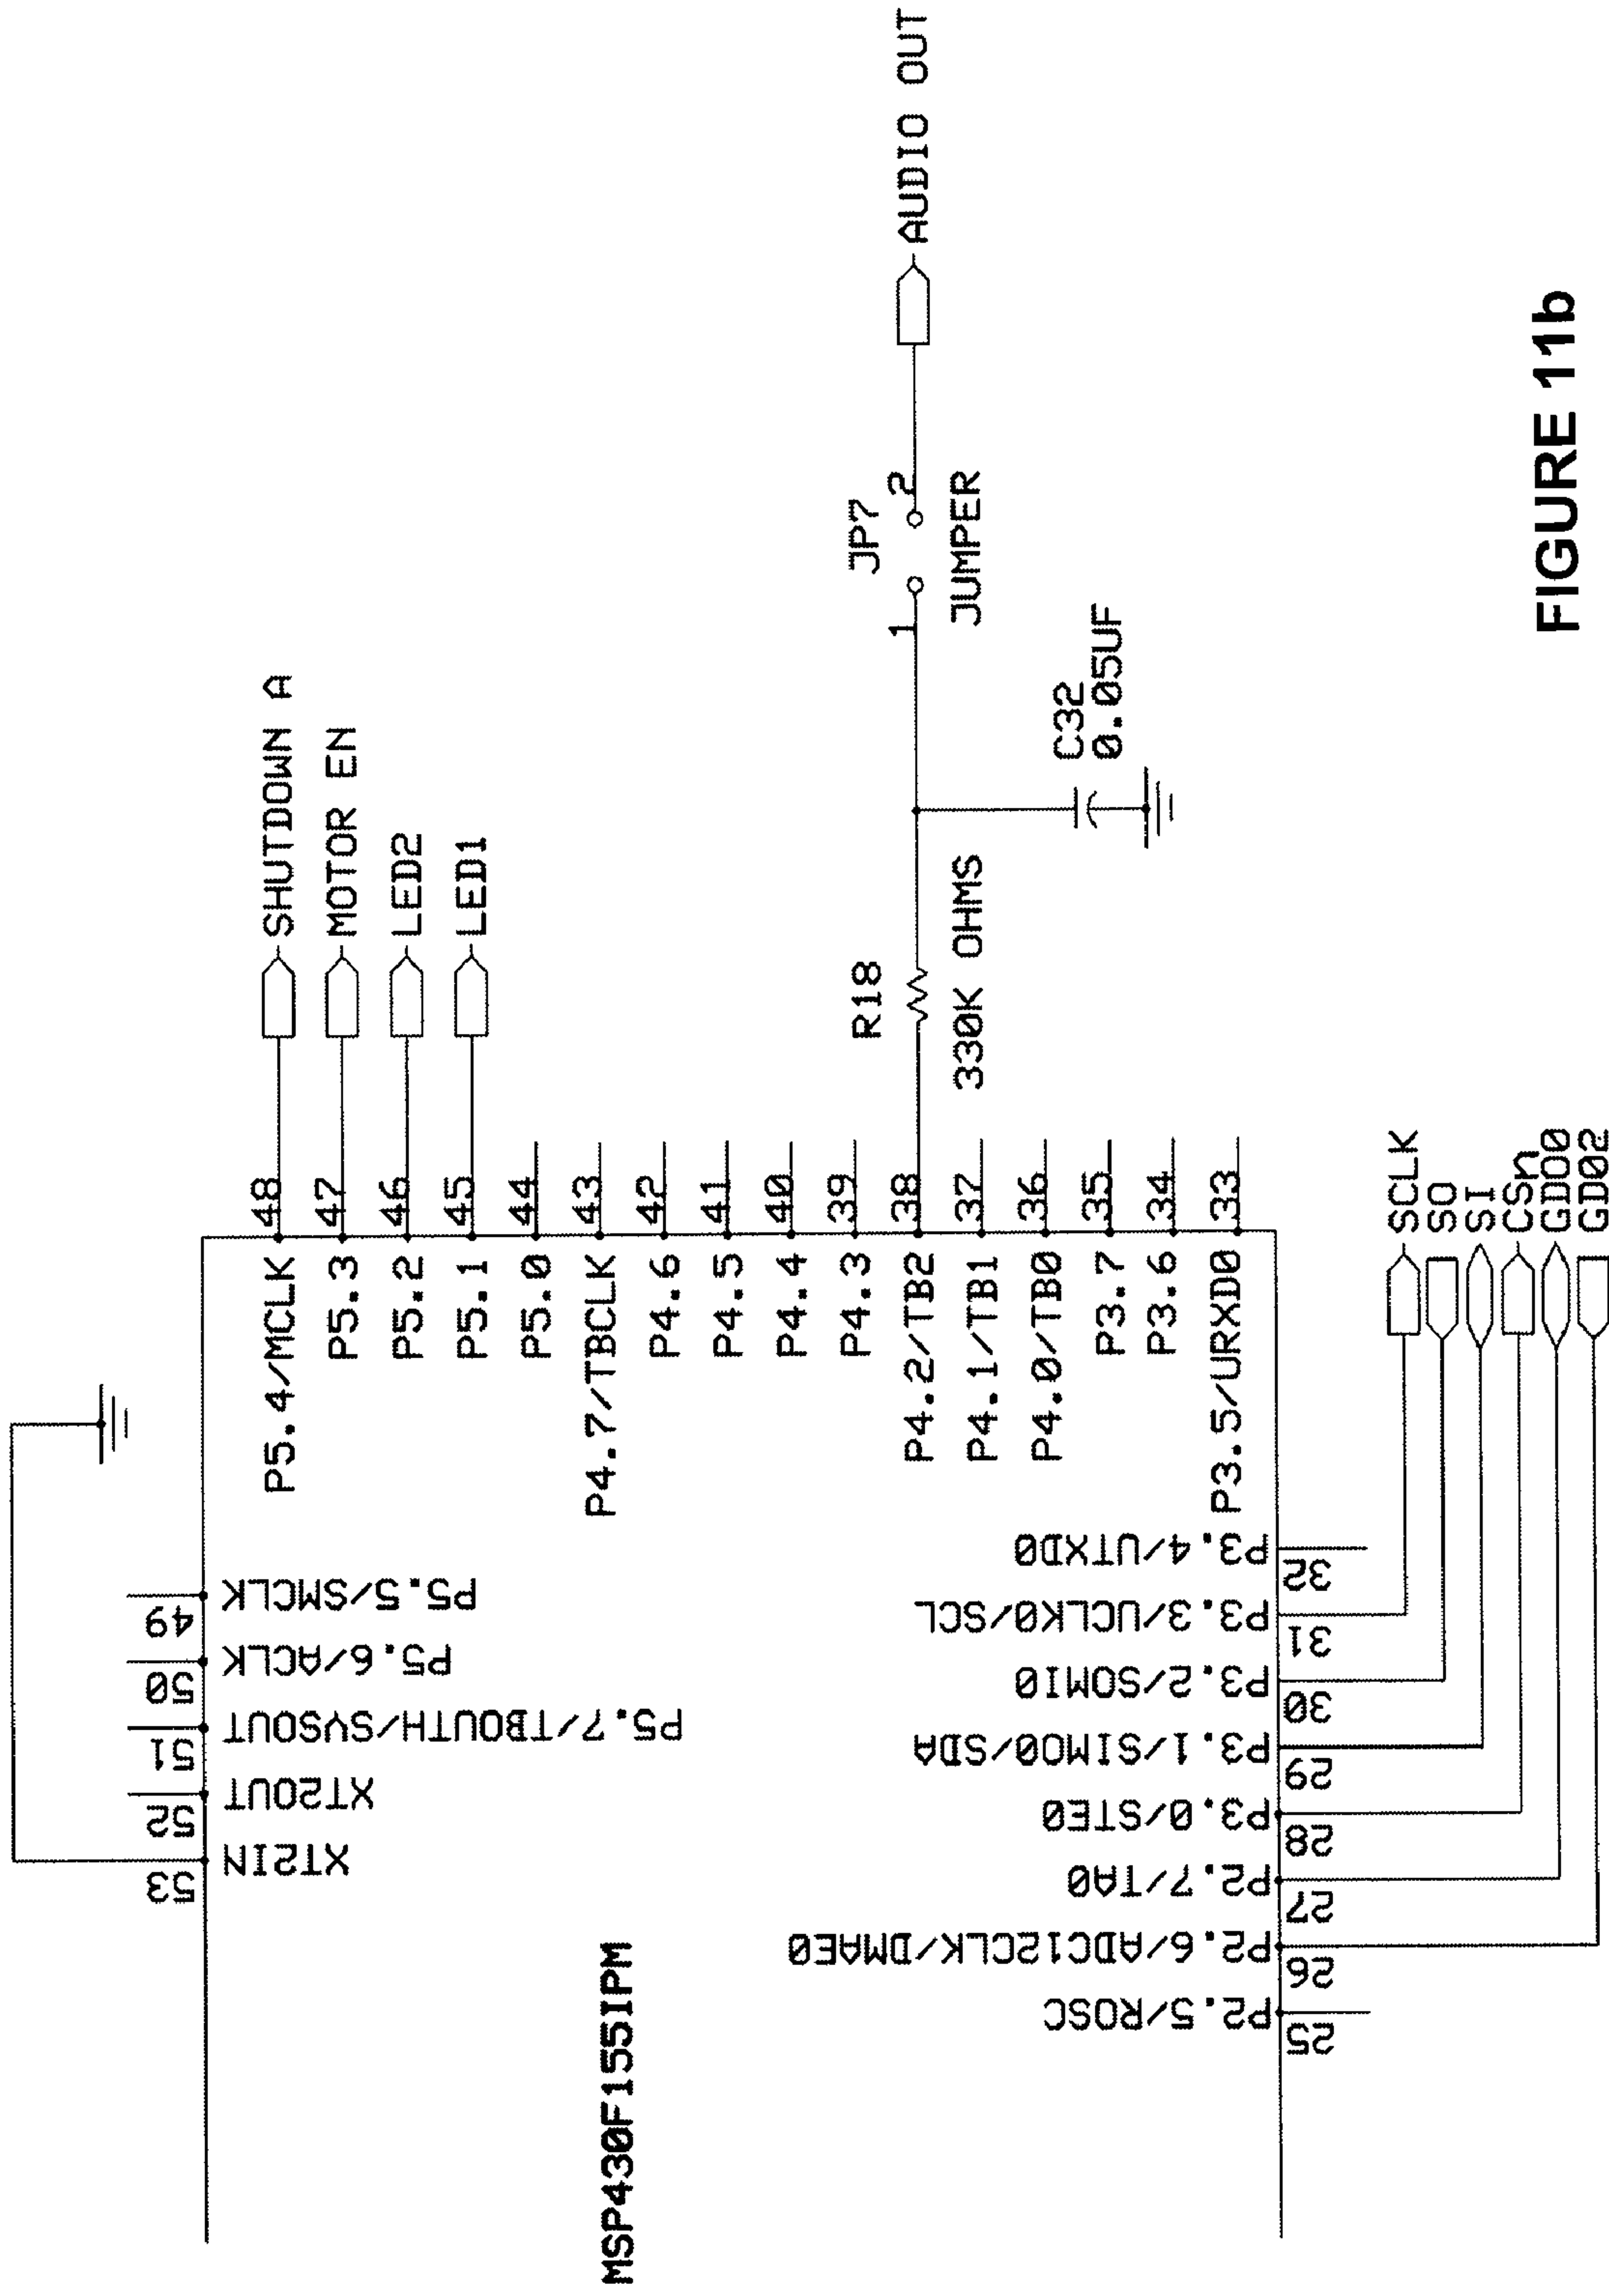 53
XT2IN
52
XT2OUT
51
P5.7/TBOUTH/SVSOUT
50
P5.6/ACLK
49
P5.5/SMCLK
P5.4/MCLK 48 SHUTDOWN A
P5.3 47 MOTOR EN
P5.2 46 LED2
P5.1 45 LED1
P5.0 44
P4.7/TBCLK 43
P4.6 42
P4.5 41
P4.4 40
P4.3 39
P4.2/TB2 38
P4.1/TB1 37
P4.0/TB0 36
P3.7 35
P3.6 34
P3.5/URXD0 33
R18
330K OHMS
C32
0.05UF
JP7
1 2
JUMPER
AUDIO OUT
MSP430F155IPM
P2.5/ROSC
25
P2.6/ADC12CLK/DMAE0
26
P2.7/TA0
27
P3.0/STE0
28
P3.1/SIMO0/SDA
29
P3.2/SOMI0
30
P3.3/UCLK0/SCL
31
P3.4/UTXD0
32
SCLK
SO
SI
CSn
GDO0
GD02
FIGURE 11b